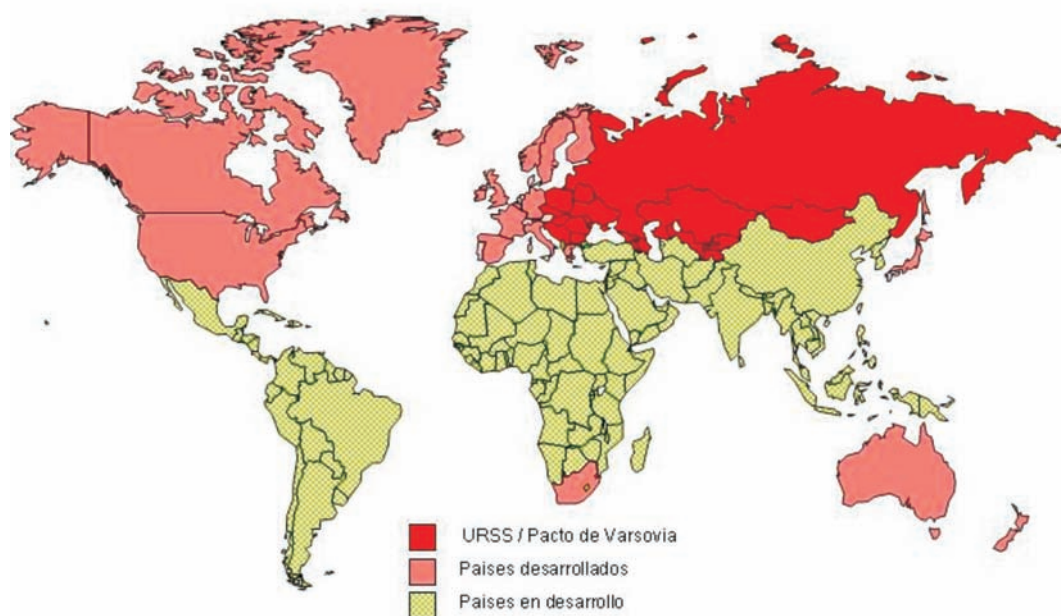 URSS / Pacto de Varsovia
Paises desarrollados
Paises en desarrollo